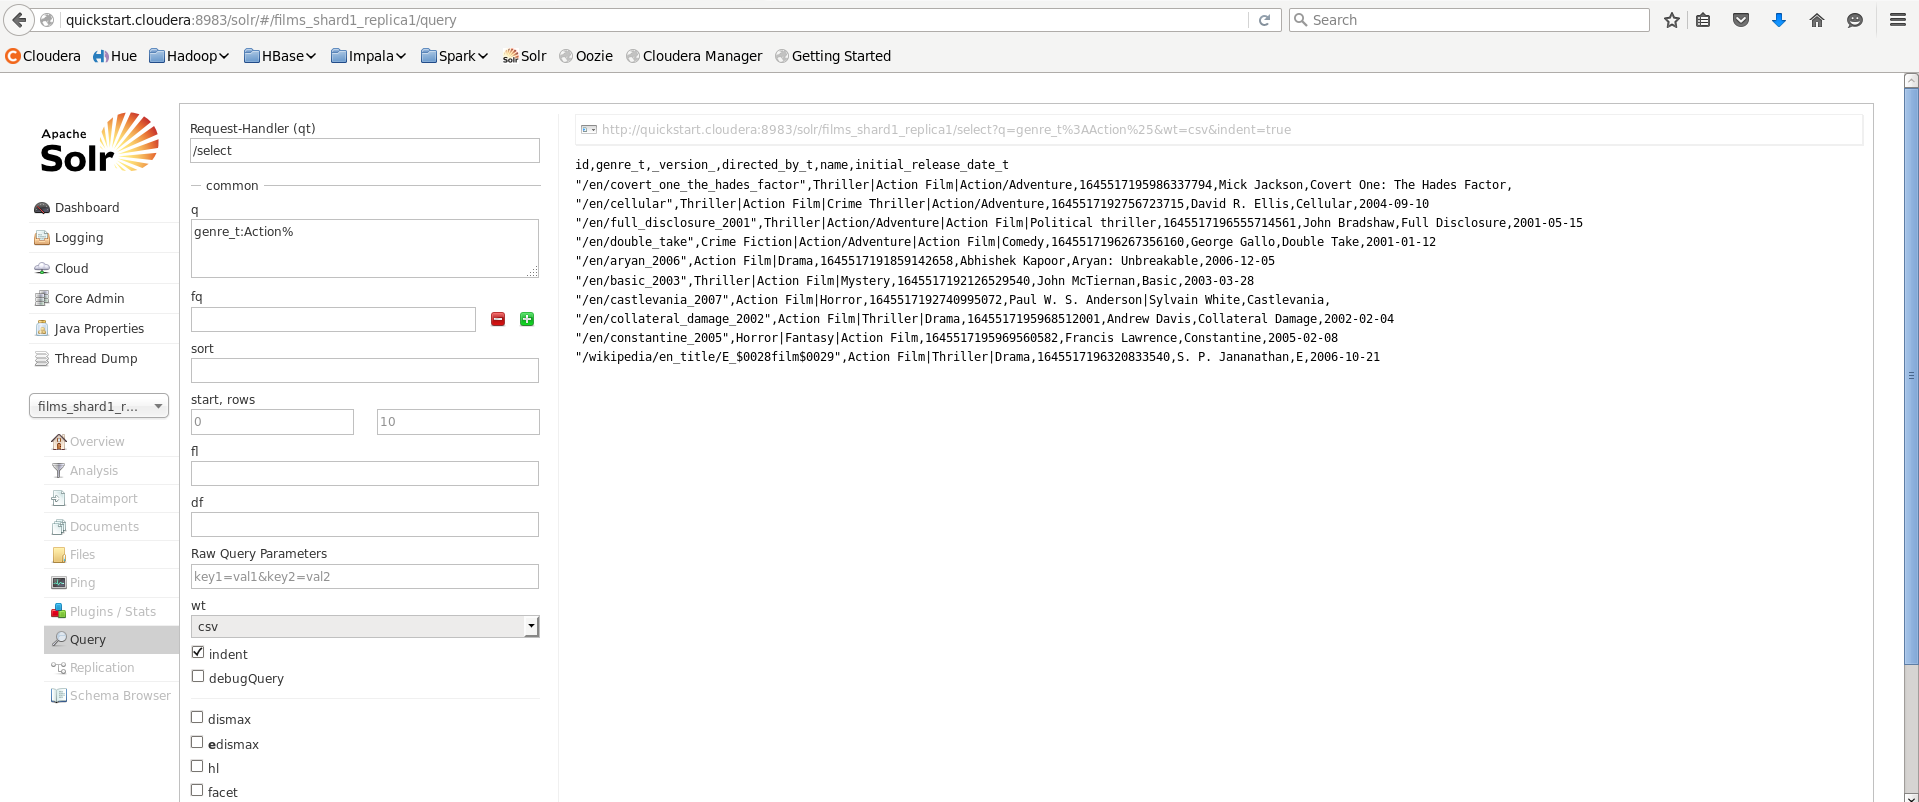 quickstart.cloudera:8983/solr/#/films_shard1_replica1/query
Search
Cloudera Hue Hadoop HBase Impala Spark Solr Oozie Cloudera Manager Getting Started
Apache
Solr
Dashboard
Logging
Cloud
Core Admin
Java Properties
Thread Dump
films_shard1_r...
Overview
Analysis
Dataimport
Documents
Files
Ping
Plugins / Stats
Query
Replication
Schema Browser
Request-Handler (qt)
/select
common
q
genre_t:Action%
fq
sort
start, rows
0 10
fl
df
Raw Query Parameters
key1=val1&key2=val2
wt
csv
indent
debugQuery
dismax
edismax
hl
facet
http://quickstart.cloudera:8983/solr/films_shard1_replica1/select?q=genre_t%3AAction%25&wt=csv&indent=true
id,genre_t,_version_,directed_by_t,name,initial_release_date_t
"/en/covert_one_the_hades_factor",Thriller|Action Film|Action/Adventure,1645517195986337794,Mick Jackson,Covert One: The Hades Factor,
"/en/cellular",Thriller|Action Film|Crime Thriller|Action/Adventure,1645517192756723715,David R. Ellis,Cellular,2004-09-10
"/en/full_disclosure_2001",Thriller|Action/Adventure|Action Film|Political thriller,1645517196555714561,John Bradshaw,Full Disclosure,2001-05-15
"/en/double_take",Crime Fiction|Action/Adventure|Action Film|Comedy,1645517196267356160,George Gallo,Double Take,2001-01-12
"/en/aryan_2006",Action Film|Drama,1645517191859142658,Abhishek Kapoor,Aryan: Unbreakable,2006-12-05
"/en/basic_2003",Thriller|Action Film|Mystery,1645517192126529540,John McTiernan,Basic,2003-03-28
"/en/castlevania_2007",Action Film|Horror,1645517192740995072,Paul W. S. Anderson|Sylvain White,Castlevania,
"/en/collateral_damage_2002",Action Film|Thriller|Drama,1645517195968512001,Andrew Davis,Collateral Damage,2002-02-04
"/en/constantine_2005",Horror|Fantasy|Action Film,1645517195969560582,Francis Lawrence,Constantine,2005-02-08
"/wikipedia/en_title/E_$0028film$0029",Action Film|Thriller|Drama,1645517196320833540,S. P. Jananathan,E,2006-10-21